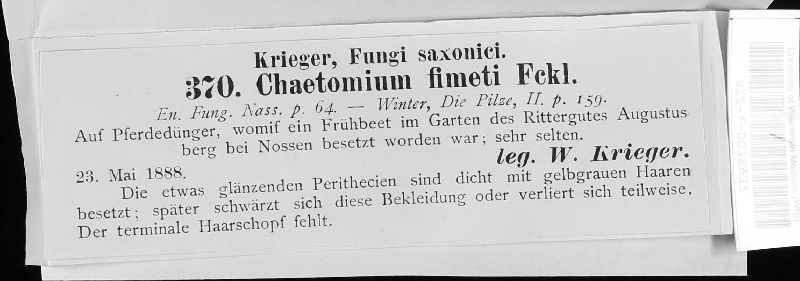 Krieger, Fungi saxonici.
370. Chaetomium fimeti Fckl.
En. Fung. Nass. p. 64. — Winter, Die Pilze, II. p. 159.
Auf Pferdedünger, womif ein Frühbeet im Garten des Rittergutes Augustus
berg bei Nossen besetzt worden war; sehr selten.
23. Mai 1888.
leg. W. Krieger.
Die etwas glänzenden Perithecien sind dicht mit gelbgrauen Haaren
besetzt; später schwärzt sich diese Bekleidung oder verliert sich teilweise.
Der terminale Haarschopf fehlt.